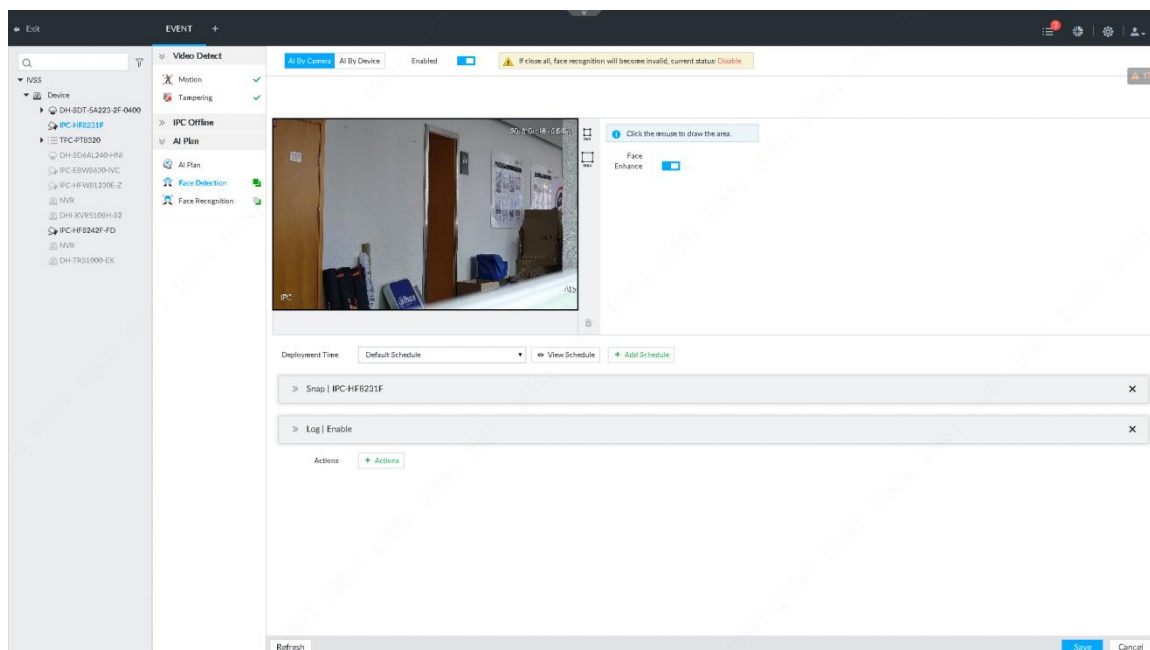 Exit
EVENT +
3
IVSS
Device
DH-SDT-5A223-2F-0400
IPC-HF8231F
TPC-PT8320
DH-SD6AL240-HNI
IPC-EBW8630-IVC
IPC-HFW81230E-Z
NVR
DHI-XVR5108H-S2
IPC-HF8242F-FD
NVR
DH-TRS1000-EX
Video Detect
Motion
Tampering
IPC Offline
AI Plan
AI Plan
Face Detection
Face Recognition
AI By Camera AI By Device Enabled If close all, face recognition will become invalid, current status: Disable
17
IPC
alhua
Click the mouse to draw the area.
Face
Enhance
Deployment Time Default Schedule View Schedule + Add Schedule
Snap | IPC-HF8231F
Log | Enable
Actions + Actions
Refresh Save Cancel